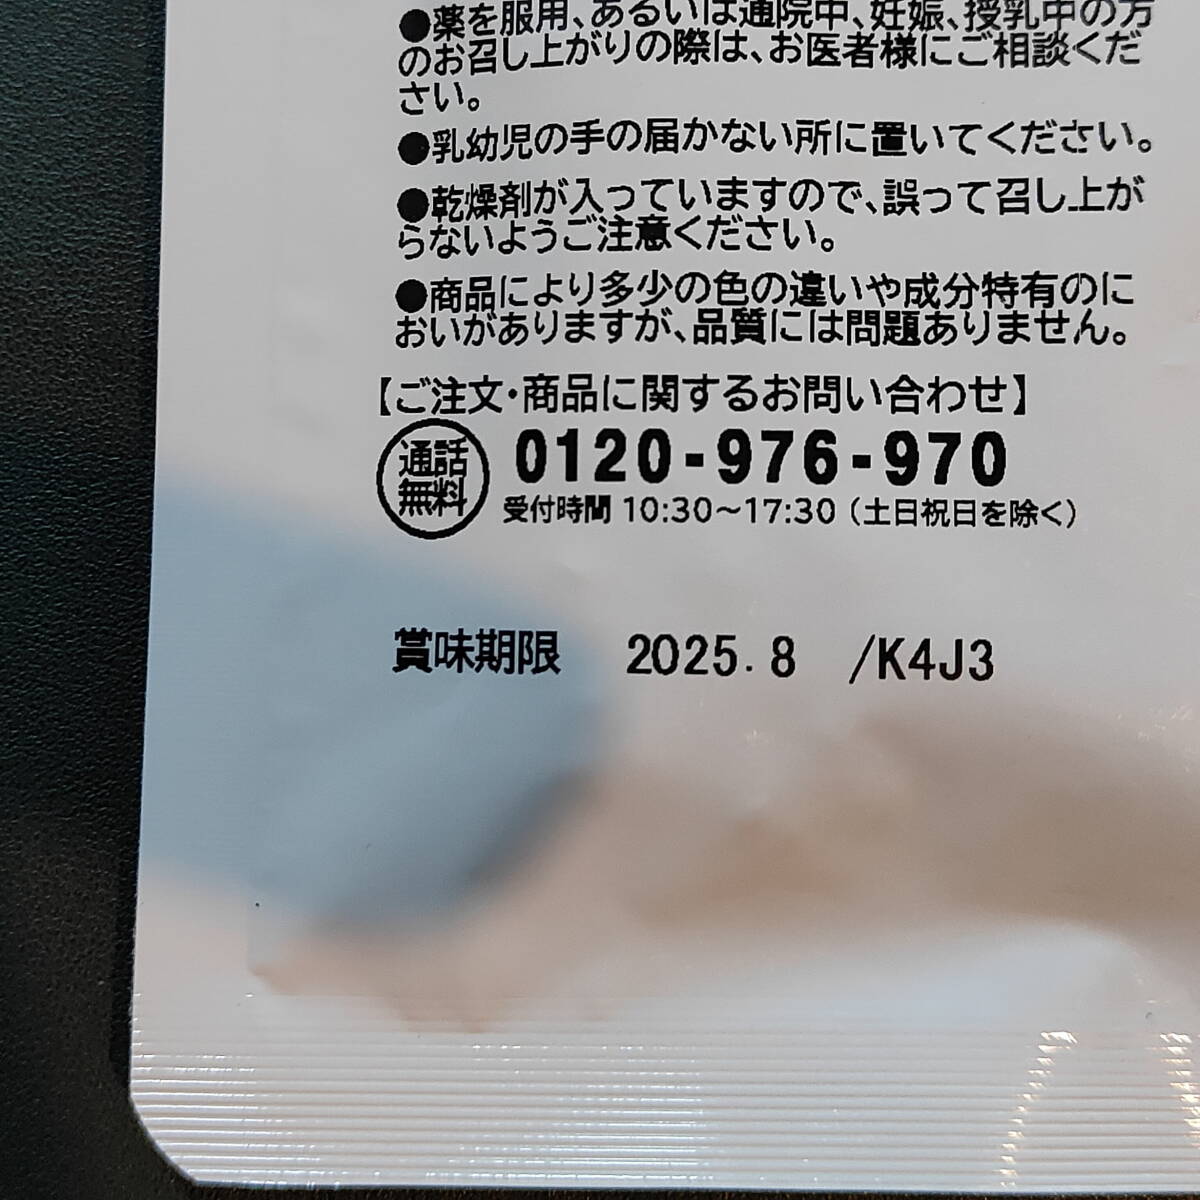 ●薬を服用、あるいは通院中、妊娠、授乳中の方
のお召し上がりの際は、お医者様にご相談くだ
さい。
●乳幼児の手の届かない所に置いてください。
●乾燥剤が入っていますので、誤って召し上が
らないようご注意ください。
●商品により多少の色の違いや成分特有のに
おいがありますが、品質には問題ありません。
【ご注文・商品に関するお問い合わせ】
通話
無料
0120-976-970
受付時間 10:30～17:30（土日祝日を除く）
賞味期限 2025.8 /K4J3